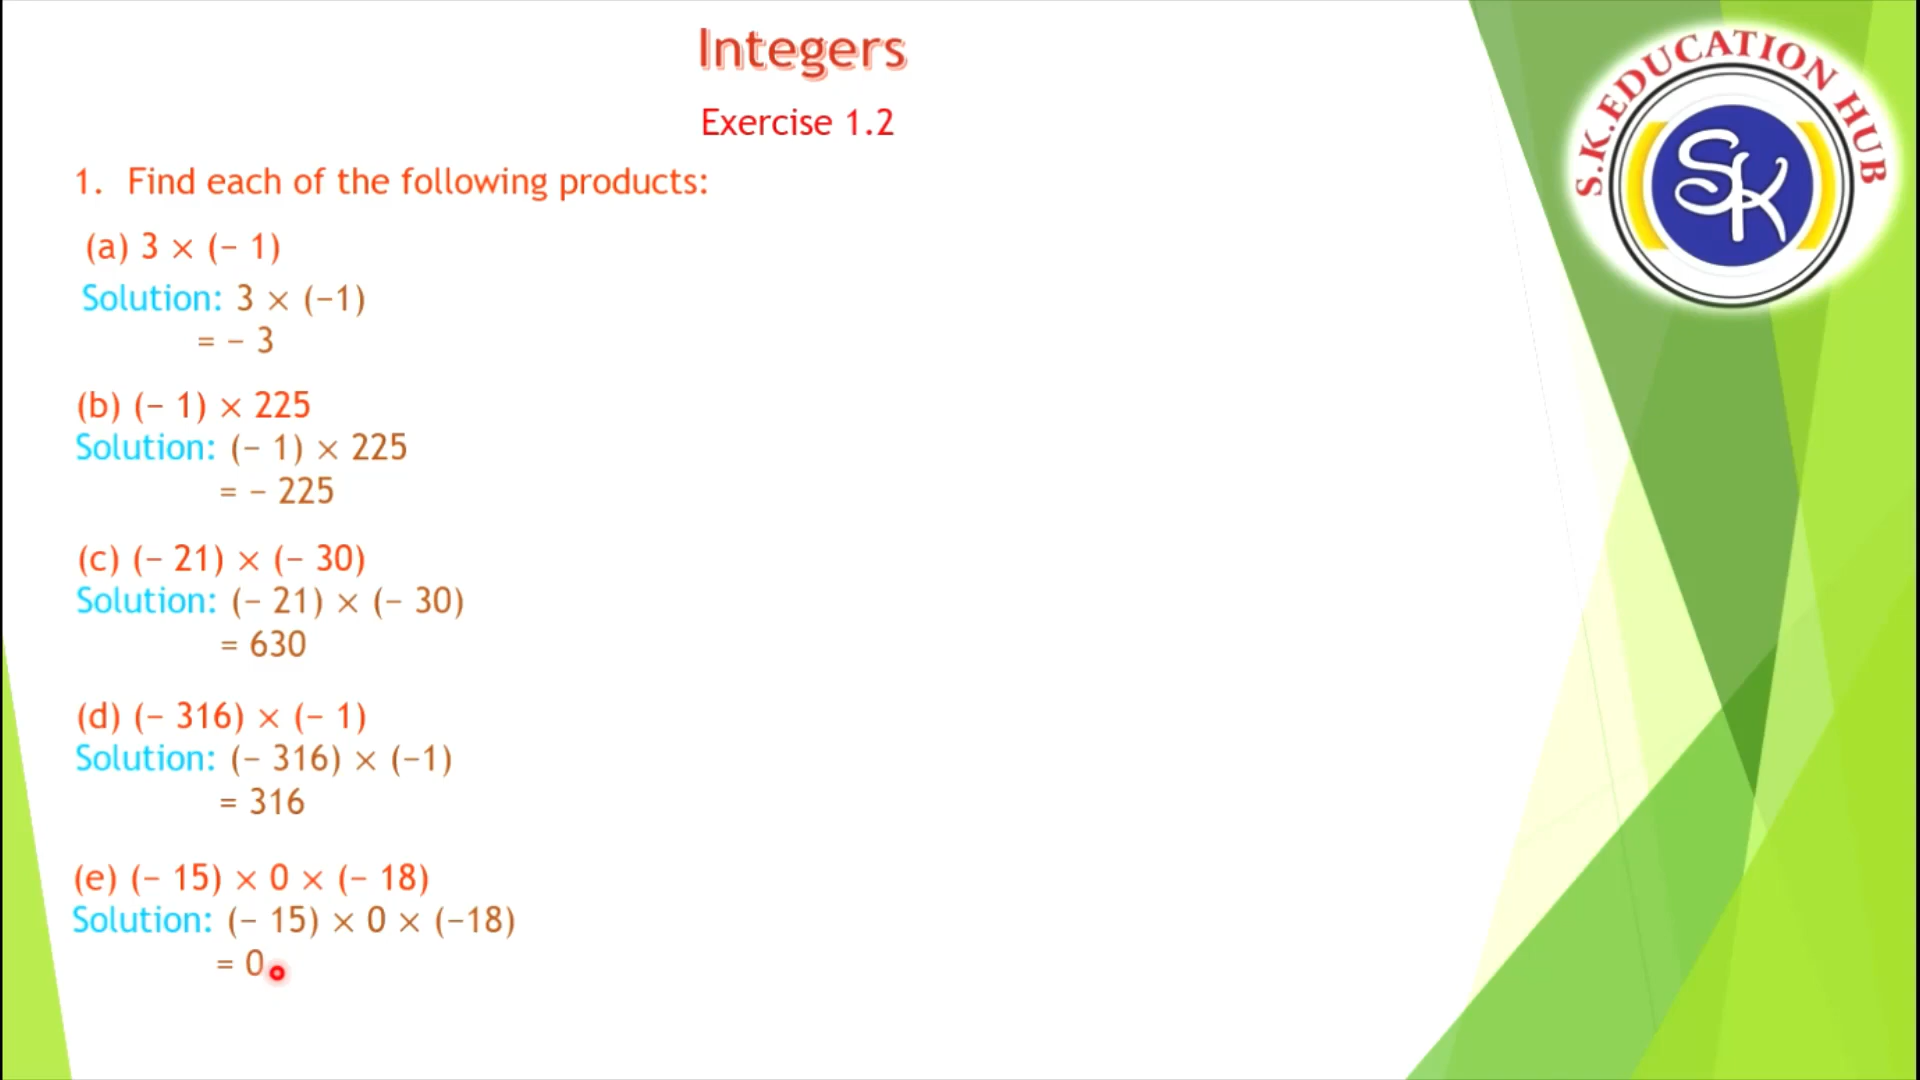 Integers
Exercise 1.2
S.K.EDUCATION HUB
SK
1. Find each of the following products:
(a) 3 × (− 1)
Solution: 3 × (−1)
= − 3
(b) (− 1) × 225
Solution: (− 1) × 225
= − 225
(c) (− 21) × (− 30)
Solution: (− 21) × (− 30)
= 630
(d) (− 316) × (− 1)
Solution: (− 316) × (−1)
= 316
(e) (− 15) × 0 × (− 18)
Solution: (− 15) × 0 × (−18)
= 0